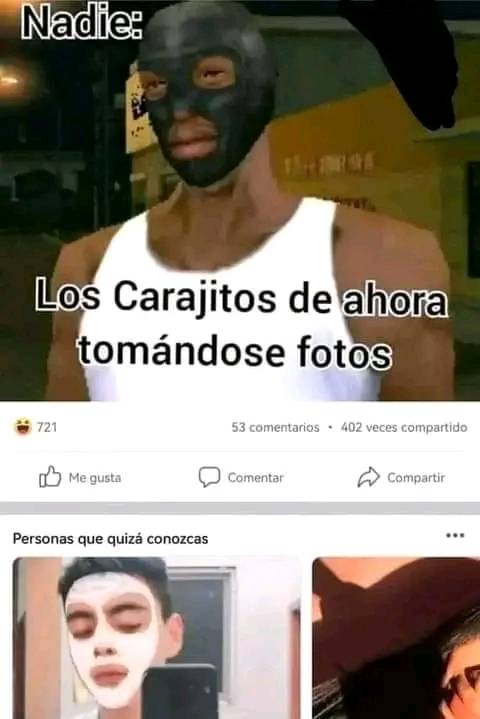 Nadie:
Los Carajitos de ahora
tomándose fotos
721
53 comentarios • 402 veces compartido
Me gusta
Comentar
Compartir
Personas que quizá conozcas